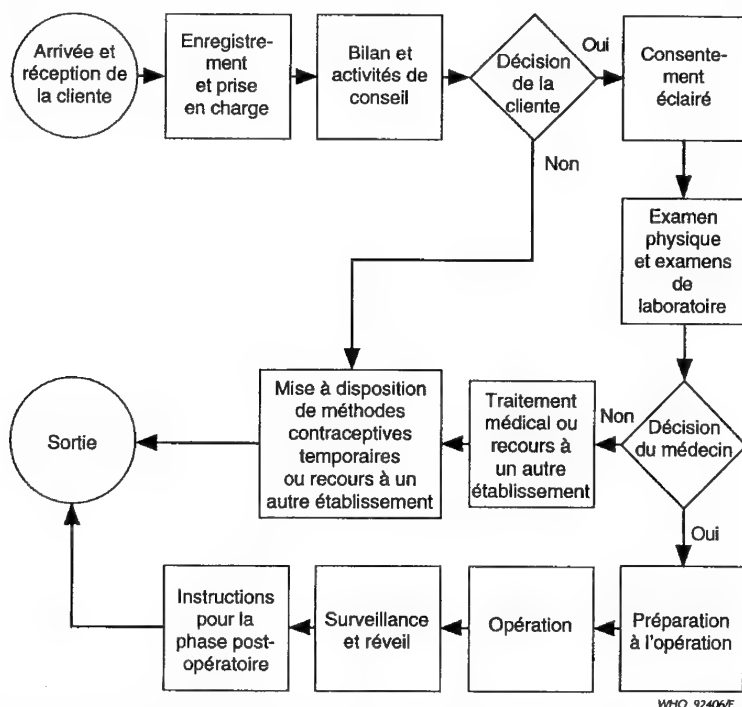 Arrivée et
réception de
la cliente
Enregistre-
ment
et prise
en charge
Bilan et
activités de
conseil
Décision
de la
cliente
Oui
Consente-
ment
éclairé
Non
Examen
physique
et examens
de
laboratoire
Sortie
Mise à disposition
de méthodes
contraceptives
temporaires
ou recours à un
autre établissement
Traitement
médical ou
recours à
un autre
établissement
Non
Décision
du médecin
Oui
Instructions
pour la
phase post-
opératoire
Surveillance
et réveil
Opération
Préparation
à l'opération
WHO 92406/F